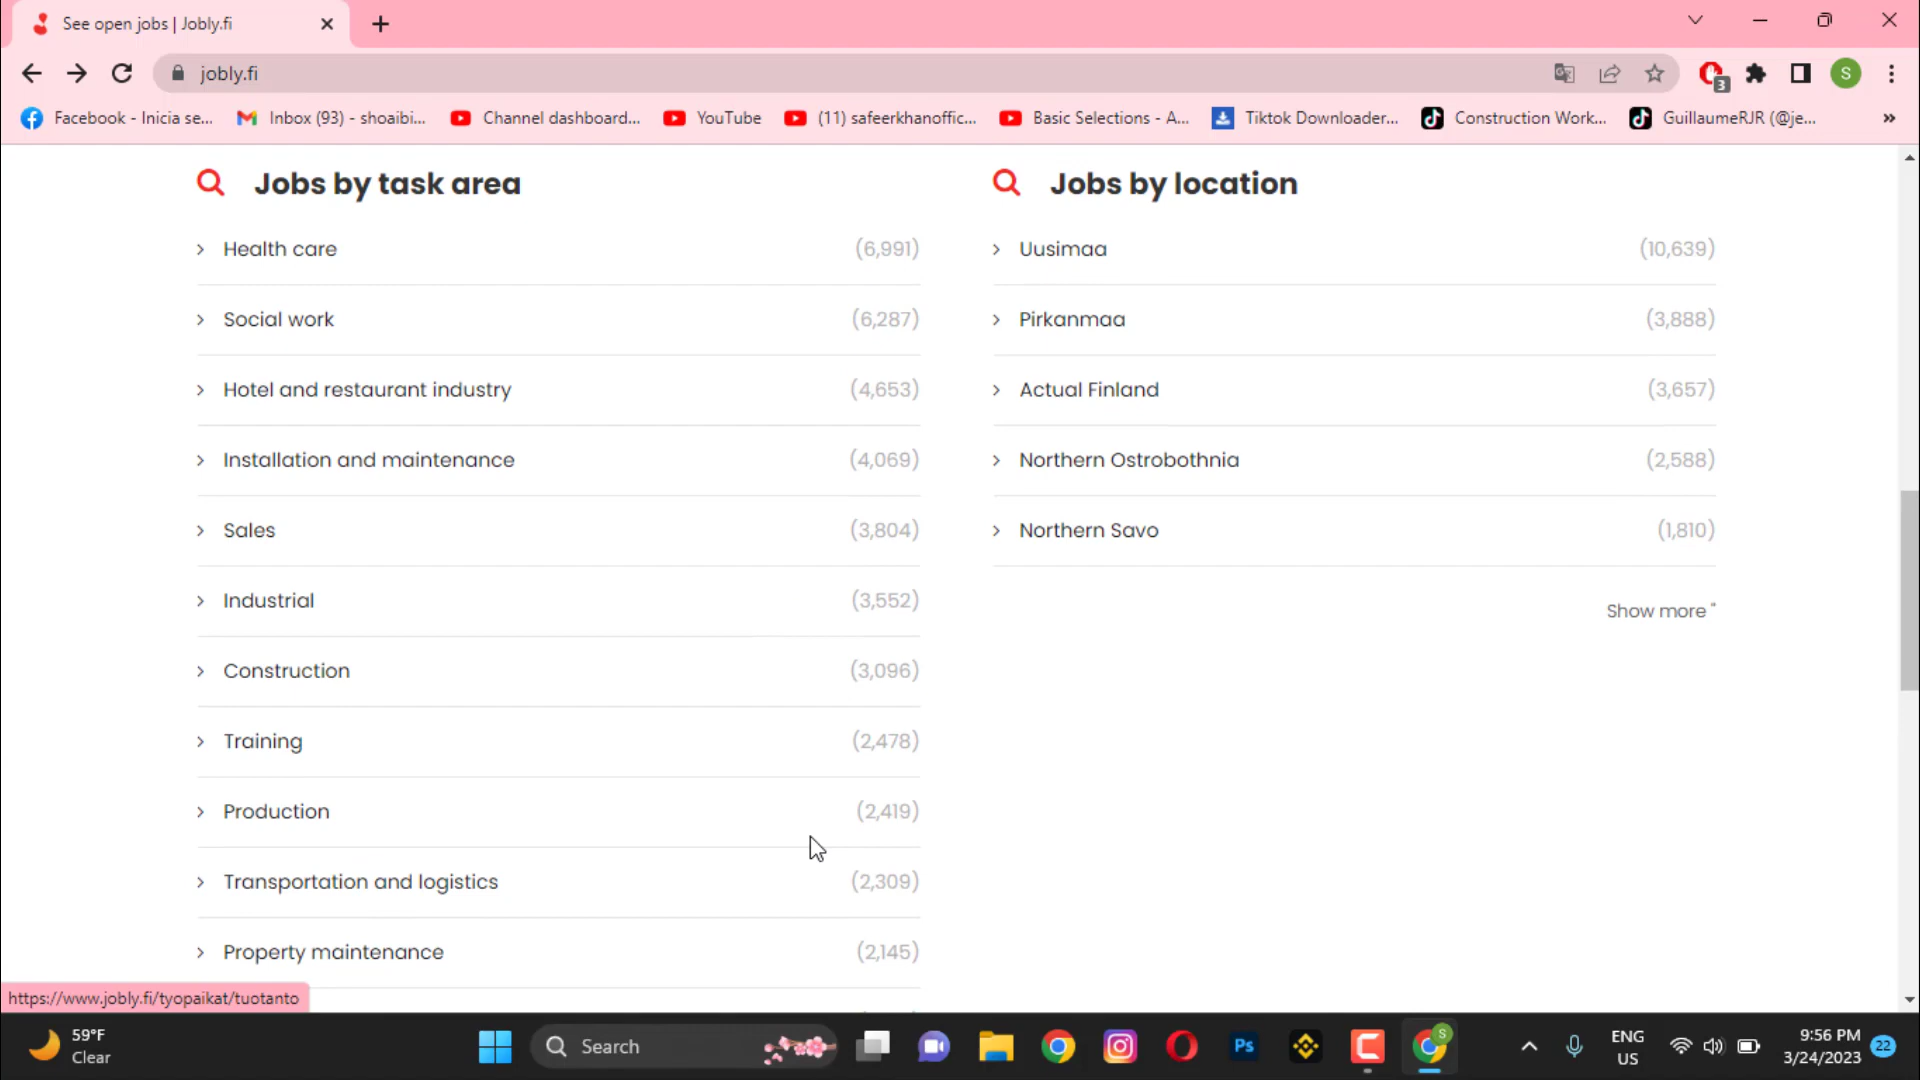 See open jobs | Jobly.fi
jobly.fi
3
S
Facebook - Inicia se...
Inbox (93) - shoaibi...
Channel dashboard...
YouTube
(11) safeerkhanoffic...
Basic Selections - A...
Tiktok Downloader...
Construction Work...
GuillaumeRJR (@je...
»
Jobs by task area
Health care (6,991)
Social work (6,287)
Hotel and restaurant industry (4,653)
Installation and maintenance (4,069)
Sales (3,804)
Industrial (3,552)
Construction (3,096)
Training (2,478)
Production (2,419)
Transportation and logistics (2,309)
Property maintenance (2,145)
Jobs by location
Uusimaa (10,639)
Pirkanmaa (3,888)
Actual Finland (3,657)
Northern Ostrobothnia (2,588)
Northern Savo (1,810)
Show more "
https://www.jobly.fi/tyopaikat/tuotanto
59°F
Clear
Search
Ps
S
ENG
US
9:56 PM
3/24/2023
22